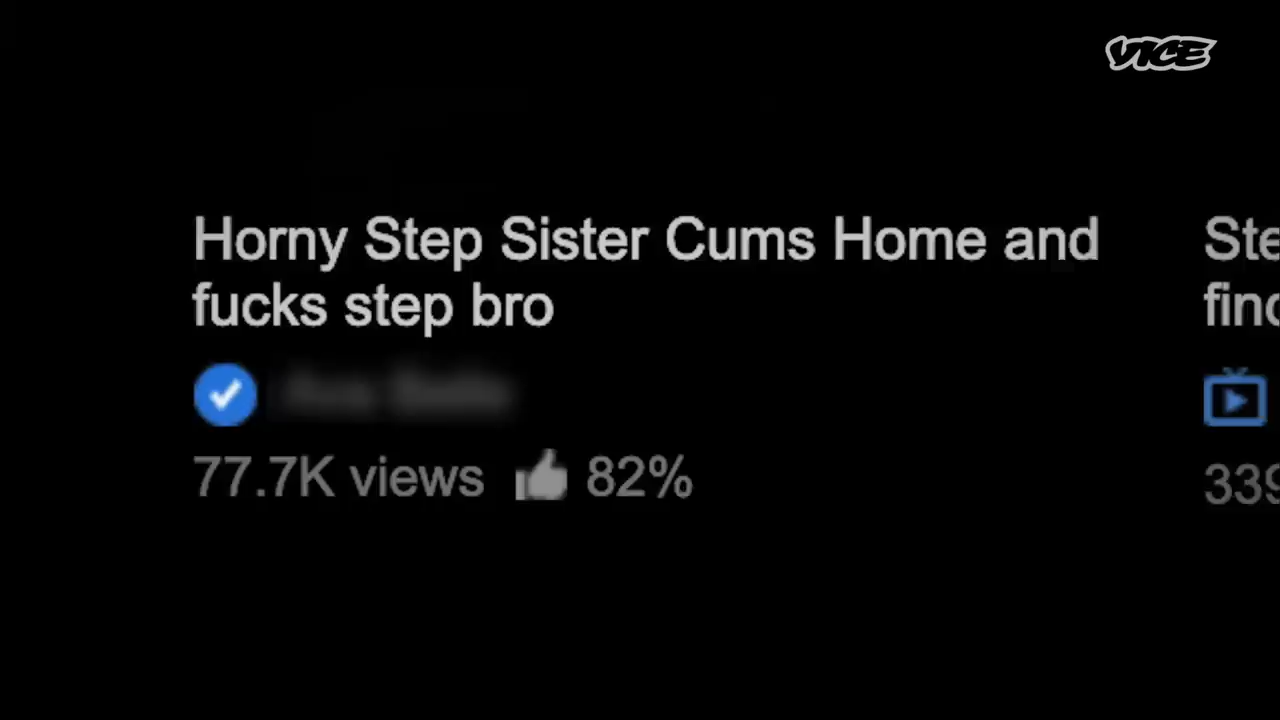 VICE
Horny Step Sister Cums Home and
fucks step bro
77.7K views 82%
Ste
find
339